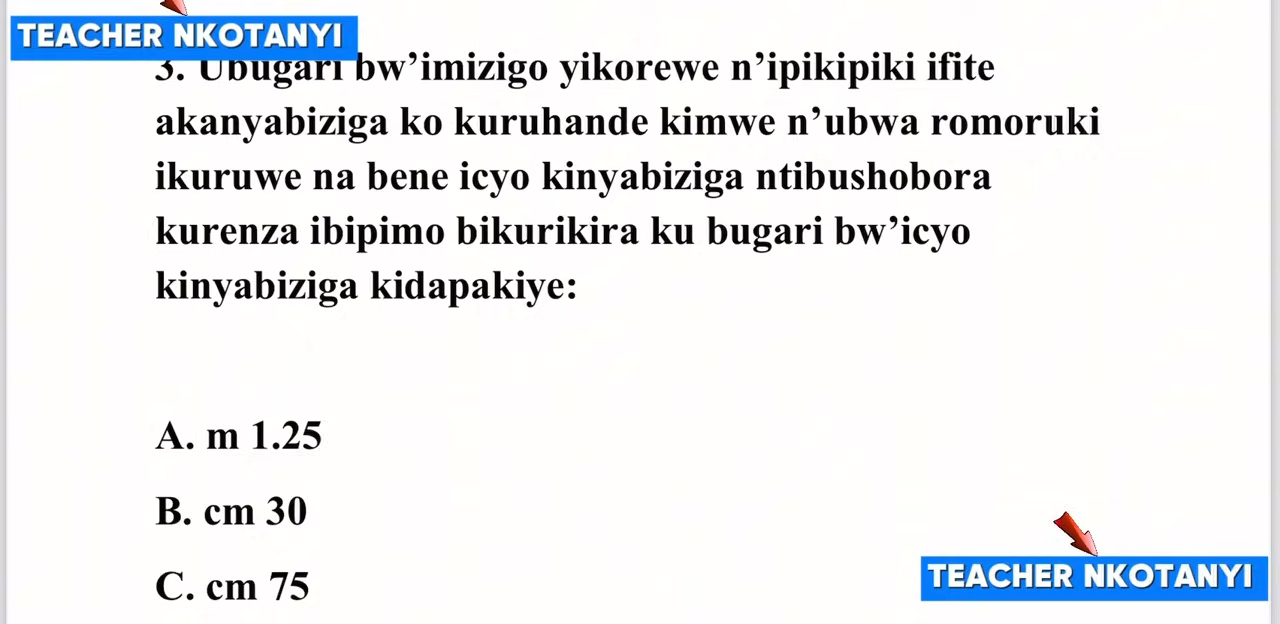 TEACHER NKOTANYI
3. Ubugari bw’imizigo yikorewe n’ipikipiki ifite
akanyabiziga ko kuruhande kimwe n’ubwa romoruki
ikuruwe na bene icyo kinyabiziga ntibushobora
kurenza ibipimo bikurikira ku bugari bw’icyo
kinyabiziga kidapakiye:
A. m 1.25
B. cm 30
C. cm 75
TEACHER NKOTANYI